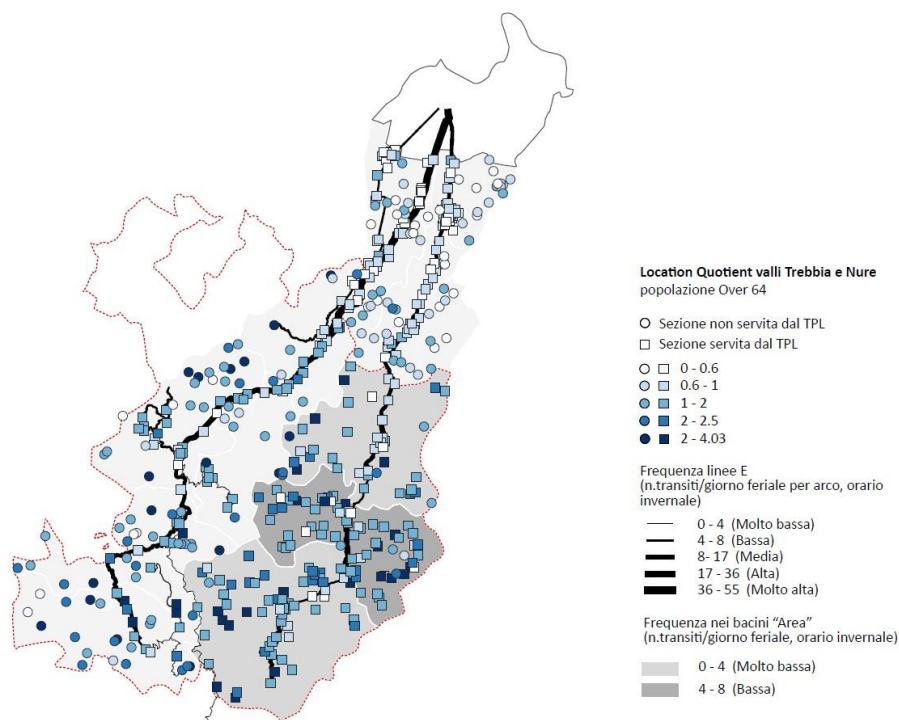 Location Quotient valli Trebbia e Nure
popolazione Over 64
Sezione non servita dal TPL
Sezione servita dal TPL
0 - 0.6
0.6 - 1
1 - 2
2 - 2.5
2 - 4.03
Frequenza linee E
(n.transiti/giorno feriale per arco, orario
invernale)
0 - 4 (Molto bassa)
4 - 8 (Bassa)
8- 17 (Media)
17 - 36 (Alta)
36 - 55 (Molto alta)
Frequenza nei bacini “Area”
(n.transiti/giorno feriale, orario invernale)
0 - 4 (Molto bassa)
4 - 8 (Bassa)